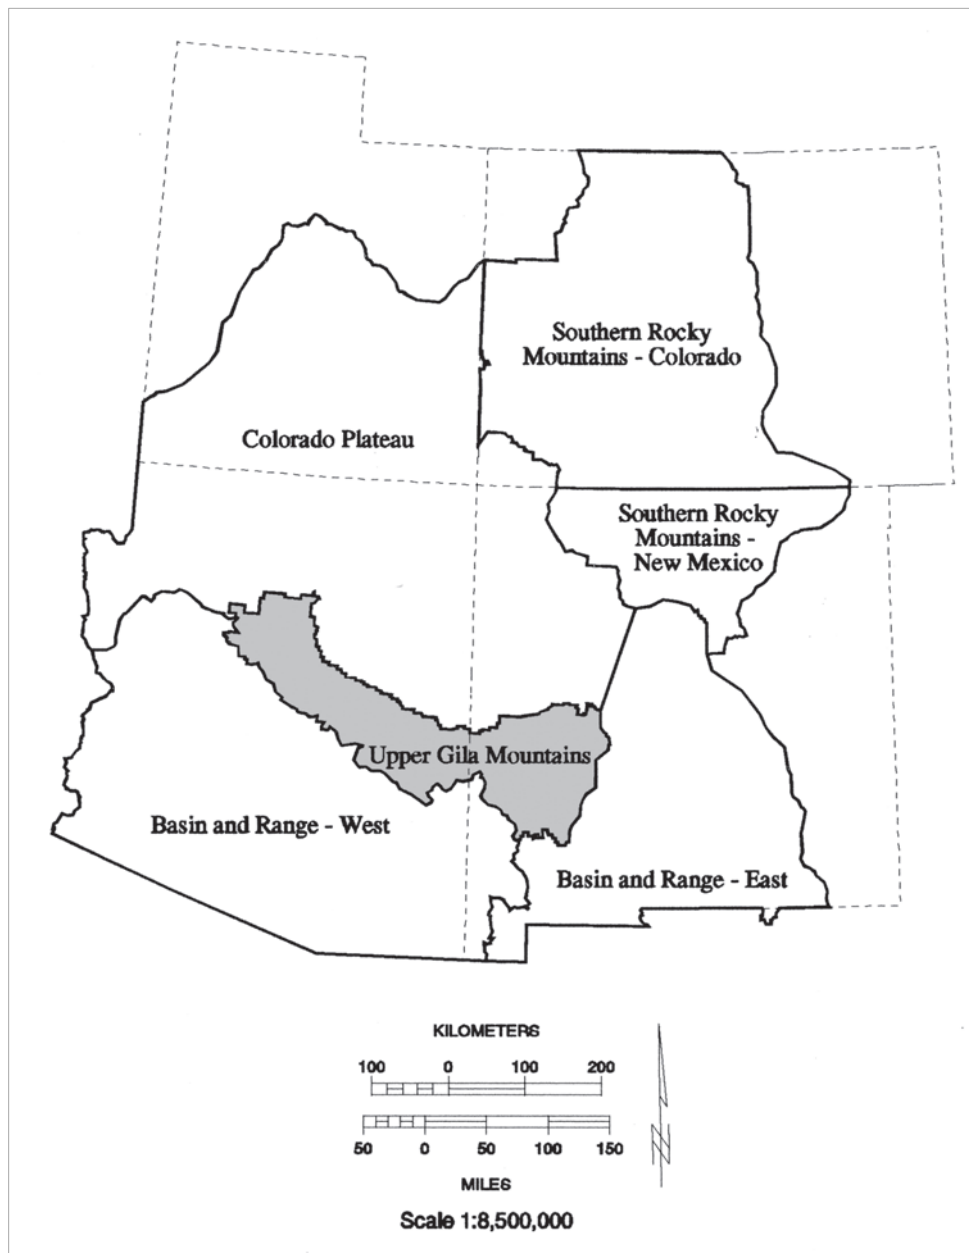 Southern Rocky
Mountains - Colorado
Colorado Plateau
Southern Rocky
Mountains -
New Mexico
Upper Gila Mountains
Basin and Range - West
Basin and Range - East
KILOMETERS
100 0 100 200
50 0 50 100 150
MILES
Scale 1:8,500,000